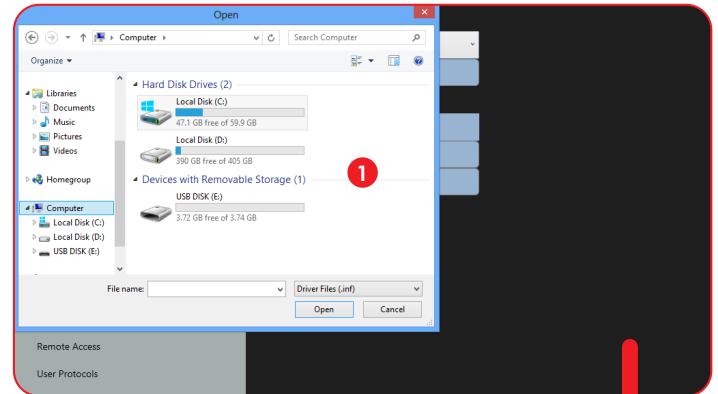 Open
Computer
Search Computer
Organize
Libraries
Documents
Music
Pictures
Videos
Homegroup
Computer
Local Disk (C:)
Local Disk (D:)
USB DISK (E:)
Hard Disk Drives (2)
Local Disk (C:)
47.1 GB free of 59.9 GB
Local Disk (D:)
390 GB free of 405 GB
Devices with Removable Storage (1)
USB DISK (E:)
3.72 GB free of 3.74 GB
1
File name:
Driver Files (.inf)
Open
Cancel
Remote Access
User Protocols